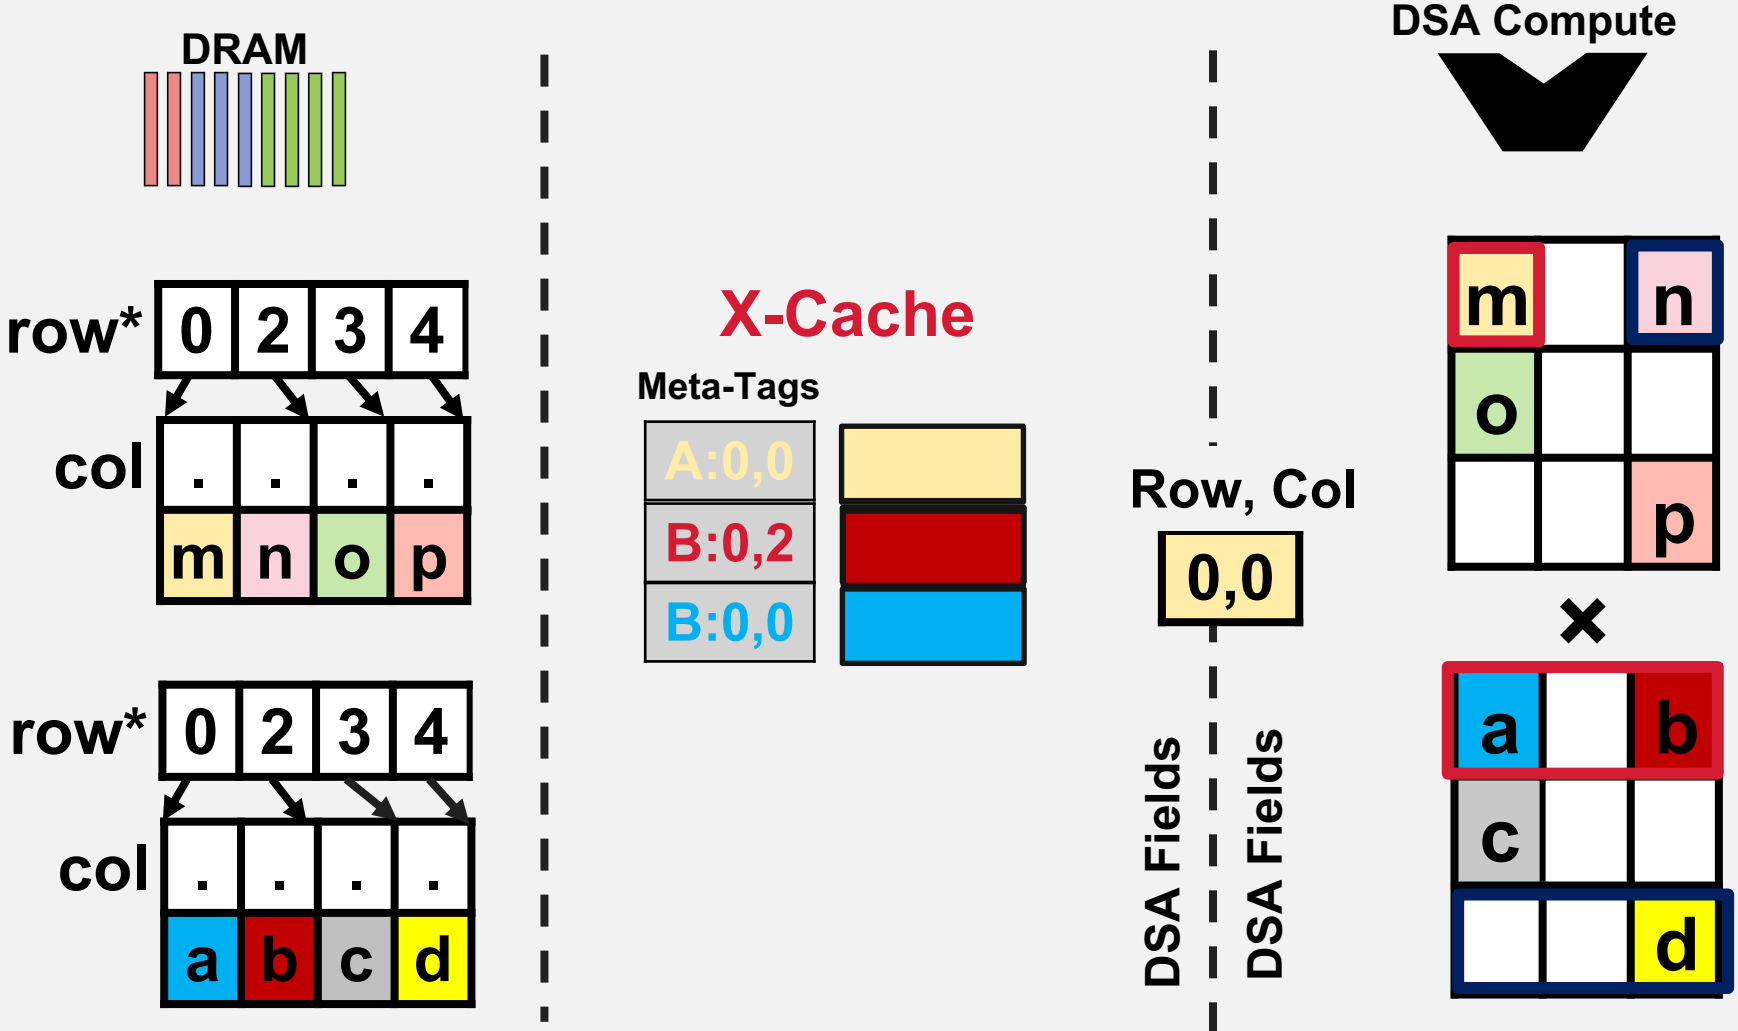 DRAM
row* 0 2 3 4
col . . . .
m n o p
row* 0 2 3 4
col . . . .
a b c d
X-Cache
Meta-Tags
A:0,0
B:0,2
B:0,0
Row, Col
0,0
DSA Fields
DSA Fields
DSA Compute
m n
o
p
×
a b
c
d